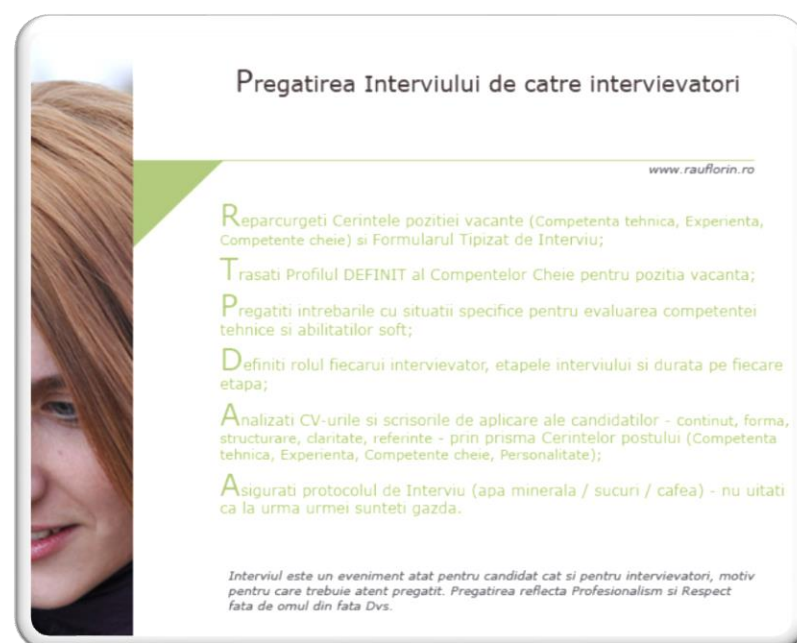 Pregatirea Interviului de catre intervievatori
www.rauflorin.ro
Reparcurgeti Cerintele pozitiei vacante (Competenta tehnica, Experienta,
Competente cheie) si Formularul Tipizat de Interviu;
Trasati Profilul DEFINIT al Compentelor Cheie pentru pozitia vacanta;
Pregatiti intrebarile cu situatii specifice pentru evaluarea competentei
tehnice si abilitatilor soft;
Definiti rolul fiecarui intervievator, etapele interviului si durata pe fiecare
etapa;
Analizati CV-urile si scrisorile de aplicare ale candidatilor - continut, forma,
structurare, claritate, referinte - prin prisma Cerintelor postului (Competenta
tehnica, Experienta, Competente cheie, Personalitate);
Asigurati protocolul de Interviu (apa minerala / sucuri / cafea) - nu uitati
ca la urma urmei sunteti gazda.
Interviul este un eveniment atat pentru candidat cat si pentru intervievatori, motiv
pentru care trebuie atent pregatit. Pregatirea reflecta Profesionalism si Respect
fata de omul din fata Dvs.